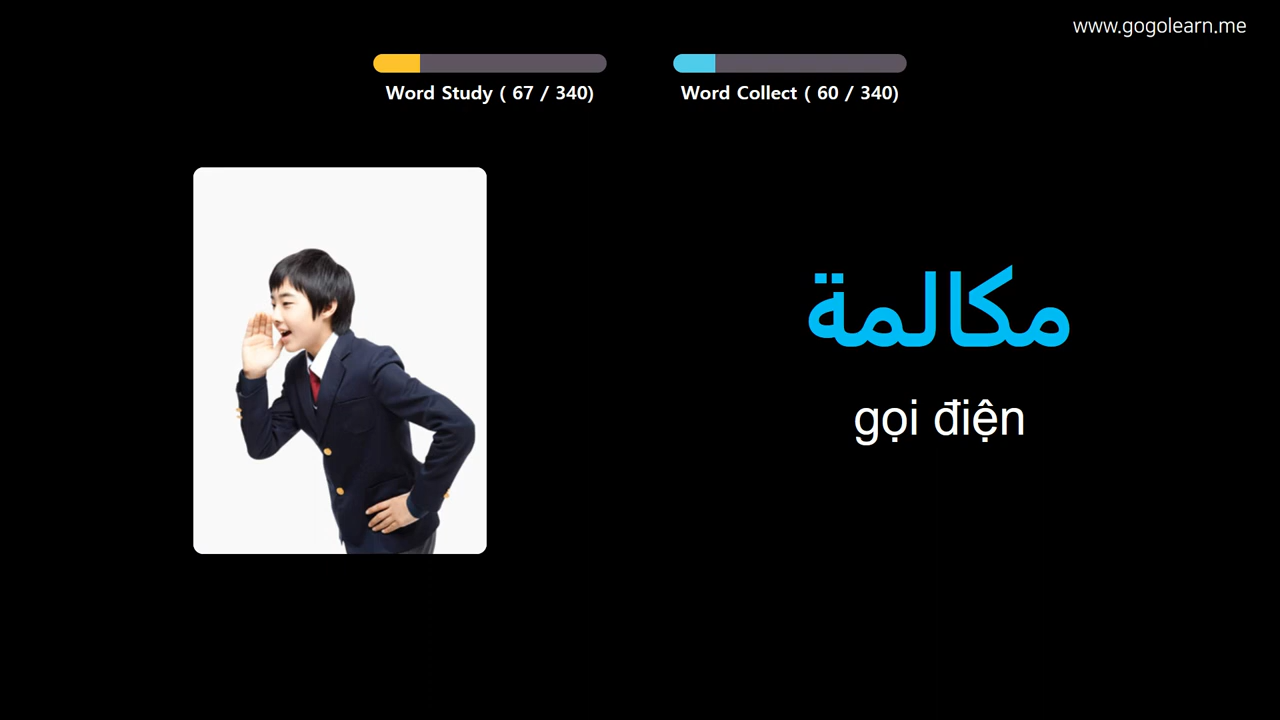 www.gogolearn.me
Word Study ( 67 / 340)
Word Collect ( 60 / 340)
مكالمة
gọi điện